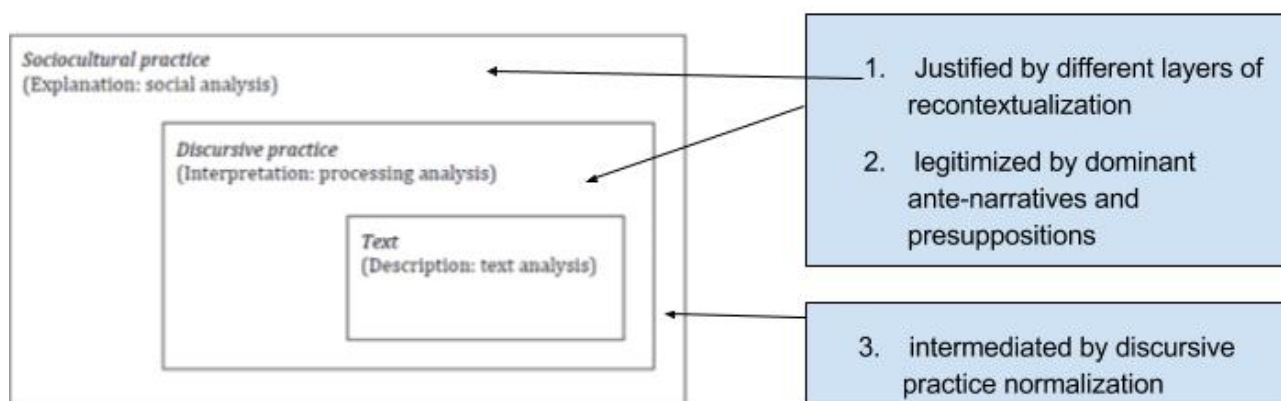 Sociocultural practice
(Explanation: social analysis)
Discursive practice
(Interpretation: processing analysis)
Text
(Description: text analysis)
1. Justified by different layers of
recontextualization
2. legitimized by dominant
ante-narratives and
presuppositions
3. intermediated by discursive
practice normalization